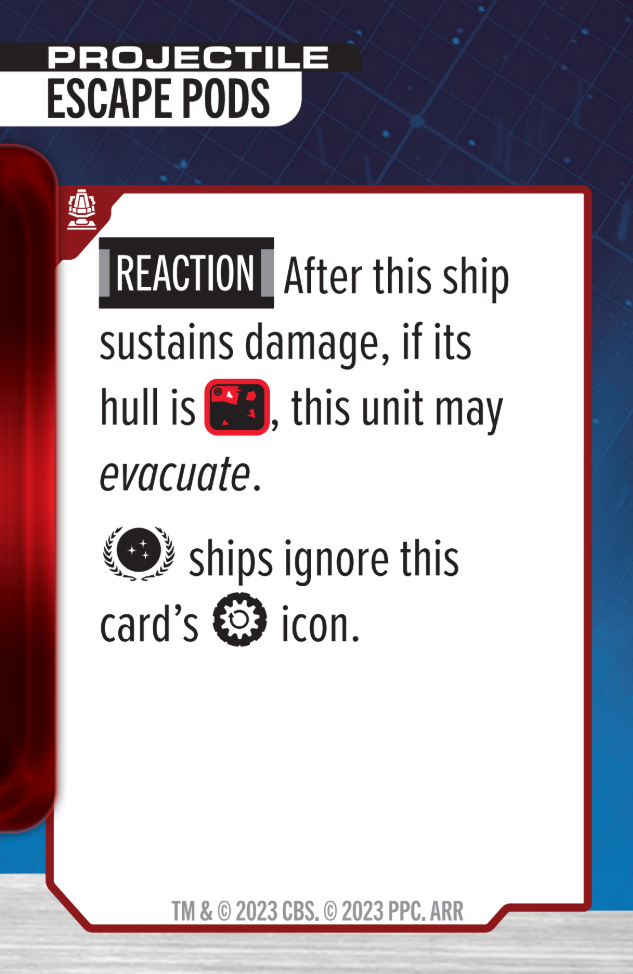 PROJECTILE
ESCAPE PODS
REACTION After this ship
sustains damage, if its
hull is , this unit may
evacuate.
ships ignore this
card’s icon.
TM & © 2023 CBS. © 2023 PPC. ARR